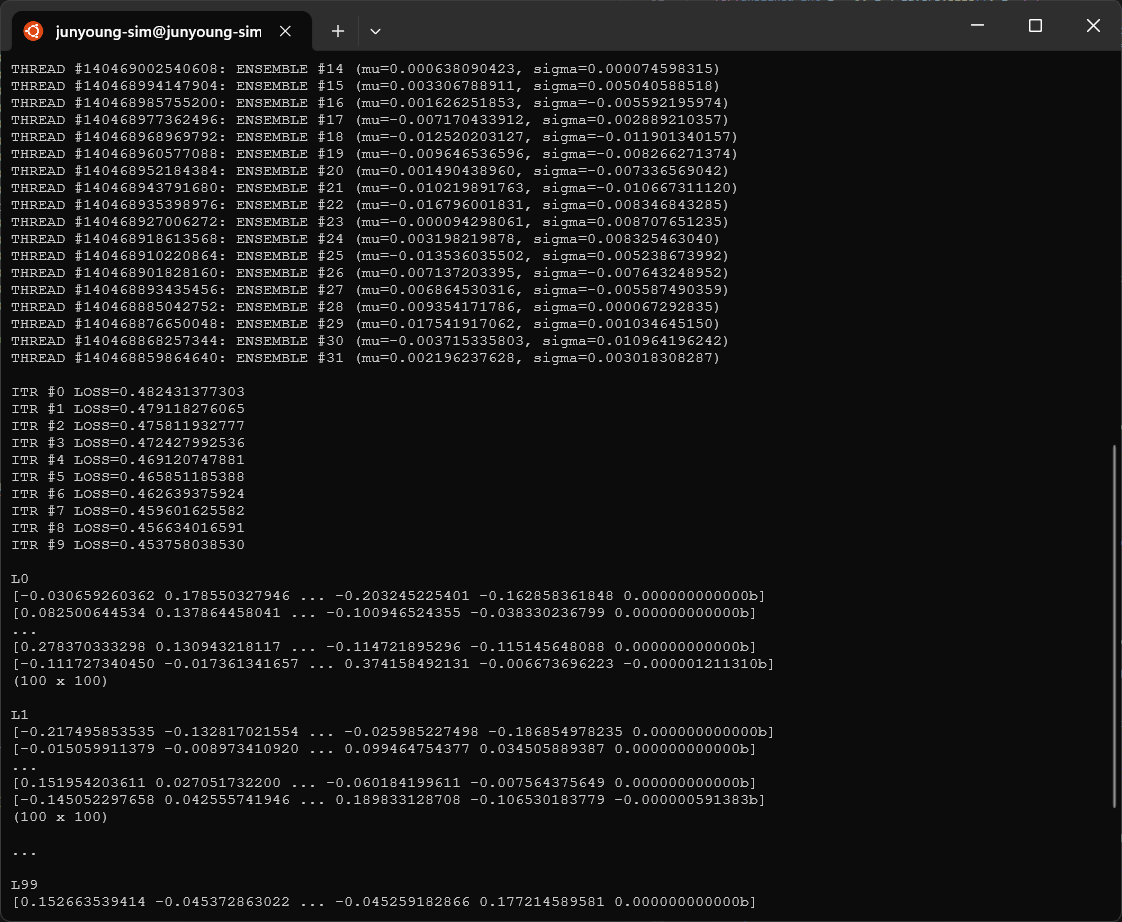 junyoung-sim@junyoung-sim
THREAD #140469002540608: ENSEMBLE #14 (mu=0.000638090423, sigma=0.000074598315)
THREAD #140468994147904: ENSEMBLE #15 (mu=0.003306788911, sigma=0.005040588518)
THREAD #140468985755200: ENSEMBLE #16 (mu=0.001626251853, sigma=-0.005592195974)
THREAD #140468977362496: ENSEMBLE #17 (mu=-0.007170433912, sigma=0.002889210357)
THREAD #140468968969792: ENSEMBLE #18 (mu=-0.012520203127, sigma=-0.011901340157)
THREAD #140468960577088: ENSEMBLE #19 (mu=-0.009646536596, sigma=-0.008266271374)
THREAD #140468952184384: ENSEMBLE #20 (mu=0.001490438960, sigma=-0.007336569042)
THREAD #140468943791680: ENSEMBLE #21 (mu=-0.010219891763, sigma=-0.010667311120)
THREAD #140468935398976: ENSEMBLE #22 (mu=-0.016796001831, sigma=0.008346843285)
THREAD #140468927006272: ENSEMBLE #23 (mu=-0.000094298061, sigma=0.008707651235)
THREAD #140468918613568: ENSEMBLE #24 (mu=0.003198219878, sigma=0.008325463040)
THREAD #140468910220864: ENSEMBLE #25 (mu=-0.013536035502, sigma=0.005238673992)
THREAD #140468901828160: ENSEMBLE #26 (mu=0.007137203395, sigma=-0.007643248952)
THREAD #140468893435456: ENSEMBLE #27 (mu=0.006864530316, sigma=-0.005587490359)
THREAD #140468885042752: ENSEMBLE #28 (mu=0.009354171786, sigma=0.000067292835)
THREAD #140468876650048: ENSEMBLE #29 (mu=0.017541917062, sigma=0.001034645150)
THREAD #140468868257344: ENSEMBLE #30 (mu=-0.003715335803, sigma=0.010964196242)
THREAD #140468859864640: ENSEMBLE #31 (mu=0.002196237628, sigma=0.003018308287)
ITR #0 LOSS=0.482431377303
ITR #1 LOSS=0.479118276065
ITR #2 LOSS=0.475811932777
ITR #3 LOSS=0.472427992536
ITR #4 LOSS=0.469120747881
ITR #5 LOSS=0.465851185388
ITR #6 LOSS=0.462639375924
ITR #7 LOSS=0.459601625582
ITR #8 LOSS=0.456634016591
ITR #9 LOSS=0.453758038530
L0
[-0.030659260362 0.178550327946 ... -0.203245225401 -0.162858361848 0.000000000000b]
[0.082500644534 0.137864458041 ... -0.100946524355 -0.038330236799 0.000000000000b]
...
[0.278370333298 0.130943218117 ... -0.114721895296 -0.115145648088 0.000000000000b]
[-0.111727340450 -0.017361341657 ... 0.374158492131 -0.006673696223 -0.000001211310b]
(100 x 100)
L1
[-0.217495853535 -0.132817021554 ... -0.025985227498 -0.186854978235 0.000000000000b]
[-0.015059911379 -0.008973410920 ... 0.099464754377 0.034505889387 0.000000000000b]
...
[0.151954203611 0.027051732200 ... -0.060184199611 -0.007564375649 0.000000000000b]
[-0.145052297658 0.042555741946 ... 0.189833128708 -0.106530183779 -0.000000591383b]
(100 x 100)
...
L99
[0.152663539414 -0.045372863022 ... -0.045259182866 0.177214589581 0.000000000000b]